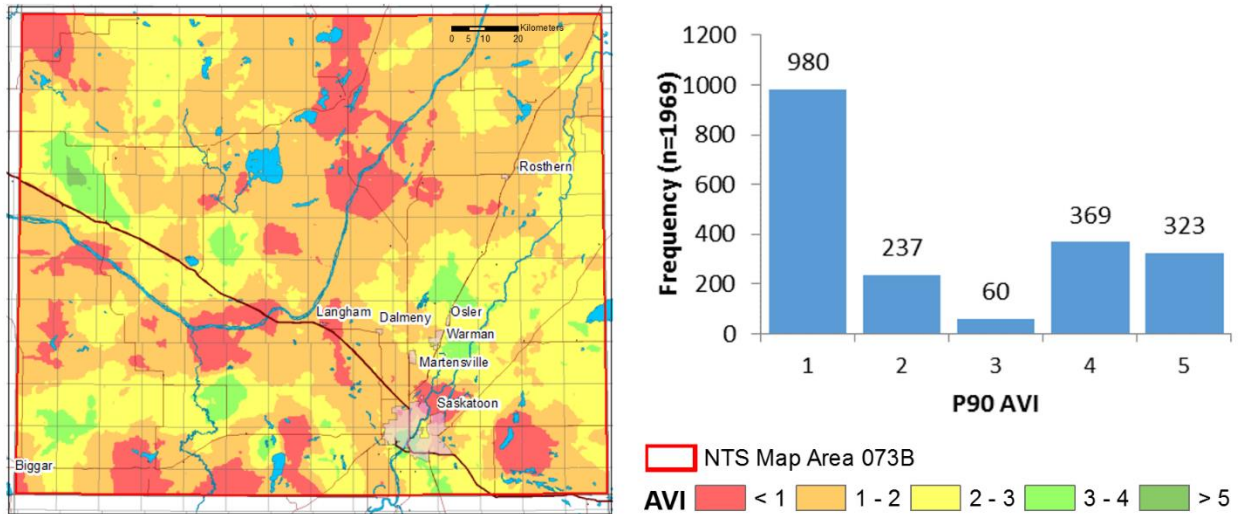 Kilometers
0 5 10 20
Rosthern
Langham
Dalmeny
Osler
Warman
Martensville
Saskatoon
Biggar
Frequency (n=1969)
1200
1000
800
600
400
200
0
980
237
60
369
323
1 2 3 4 5
P90 AVI
NTS Map Area 073B
AVI < 1 1 - 2 2 - 3 3 - 4 > 5